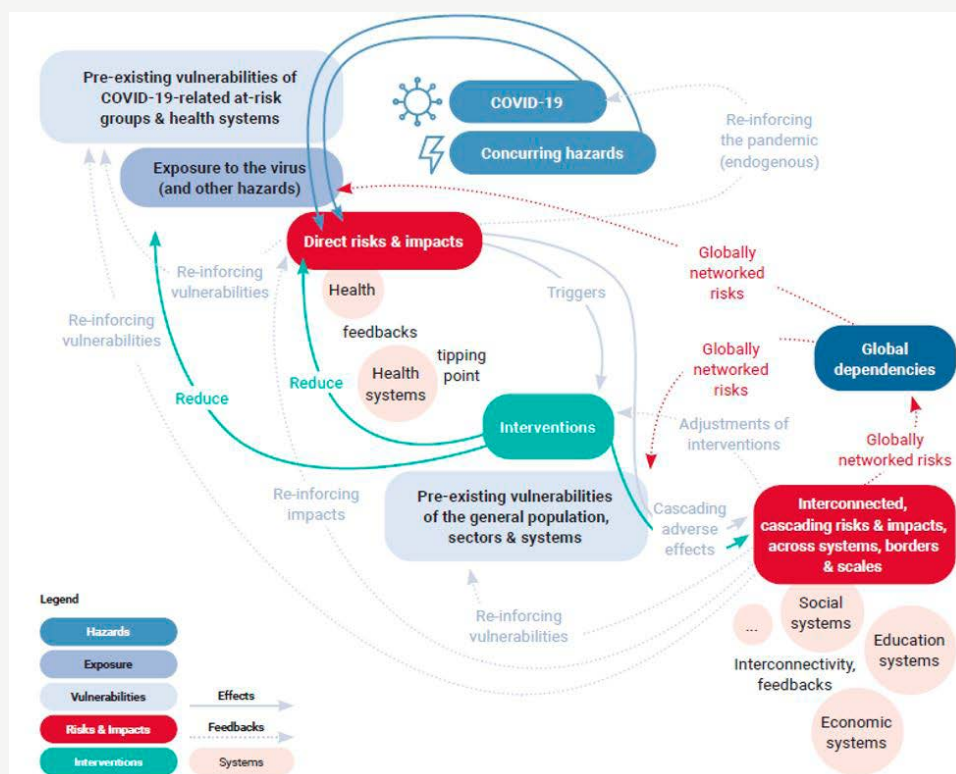 Pre-existing vulnerabilities of
COVID-19-related at-risk
groups & health systems
COVID-19
Concurring hazards
Re-inforcing
the pandemic
(endogenous)
Exposure to the virus
(and other hazards)
Direct risks & impacts
Re-inforcing
vulnerabilities
Re-inforcing
vulnerabilities
Health
feedbacks
Health
systems
tipping
point
Triggers
Globally
networked
risks
Globally
networked
risks
Global
dependencies
Reduce
Reduce
Interventions
Adjustments of
interventions
Globally
networked risks
Re-inforcing
impacts
Pre-existing vulnerabilities
of the general population,
sectors & systems
Cascading
adverse
effects
Interconnected,
cascading risks & impacts,
across systems, borders
& scales
Re-inforcing
vulnerabilities
...
Social
systems
Education
systems
Interconnectivity,
feedbacks
Economic
systems
Legend
Hazards
Exposure
Vulnerabilities
Effects
Risks & Impacts
Feedbacks
Interventions
Systems